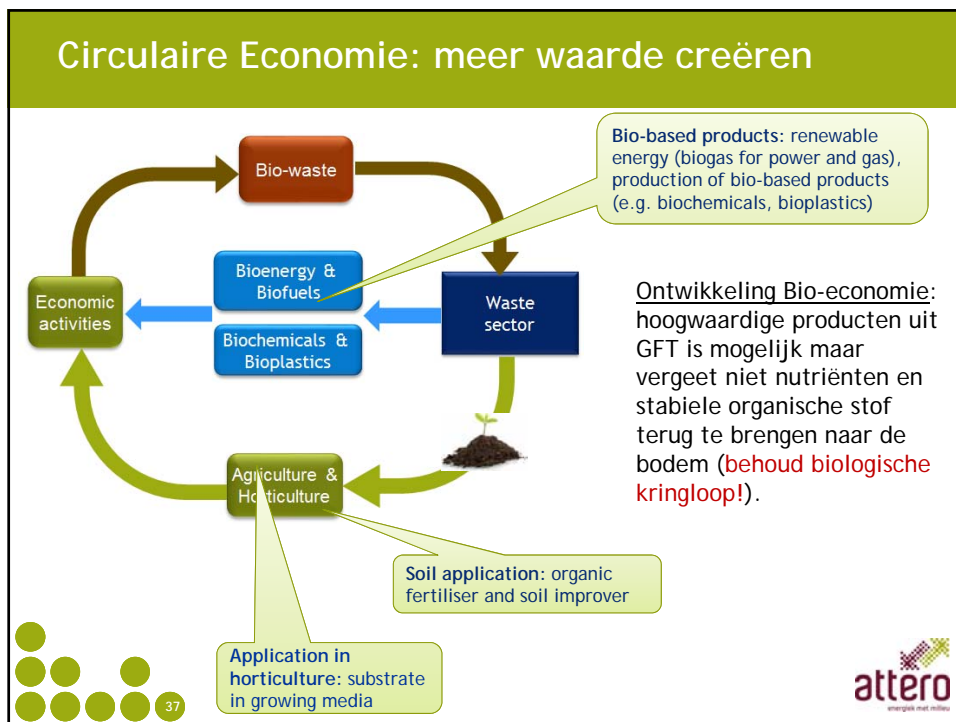 Circulaire Economie: meer waarde creëren
Bio-based products: renewable
energy (biogas for power and gas),
production of bio-based products
(e.g. biochemicals, bioplastics)
Bio-waste
Bioenergy &
Biofuels
Economic
activities
Waste
sector
Biochemicals &
Bioplastics
Ontwikkeling Bio-economie:
hoogwaardige producten uit
GFT is mogelijk maar
vergeet niet nutriënten en
stabiele organische stof
terug te brengen naar de
bodem (behoud biologische
kringloop!).
Agriculture &
Horticulture
Soil application: organic
fertiliser and soil improver
Application in
horticulture: substrate
in growing media
37
attero
energiek met milieu